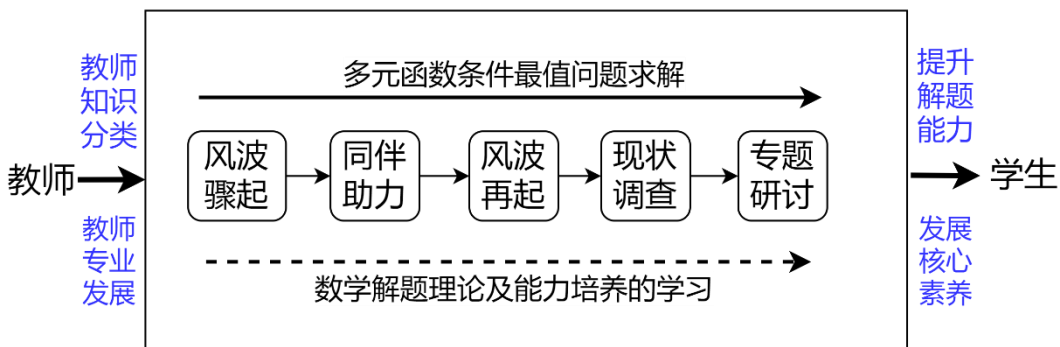 教师
知识
分类
教师
教师
专业
发展
多元函数条件最值问题求解
风波
骤起
同伴
助力
风波
再起
现状
调查
专题
研讨
数学解题理论及能力培养的学习
提升
解题
能力
学生
发展
核心
素养